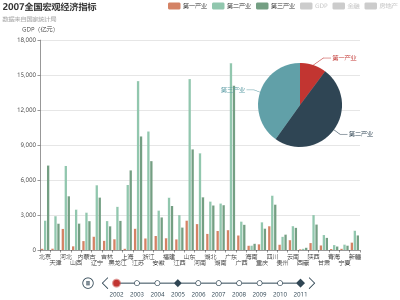 2007全国宏观经济指标
数据来自国家统计局
第一产业 第二产业 第三产业 GDP 金融 房地产
GDP（亿元）
18,000
15,000
12,000
9,000
6,000
3,000
0
第一产业
第三产业
第二产业
北京 河北 内蒙古 吉林 上海 浙江 福建 山东 湖北 广东 海南 四川 云南 陕西 青海 新疆
天津 山西 辽宁 黑龙江 江苏 安徽 江西 河南 湖南 广西 重庆 贵州 西藏 甘肃 宁夏
2002 2003 2004 2005 2006 2007 2008 2009 2010 2011